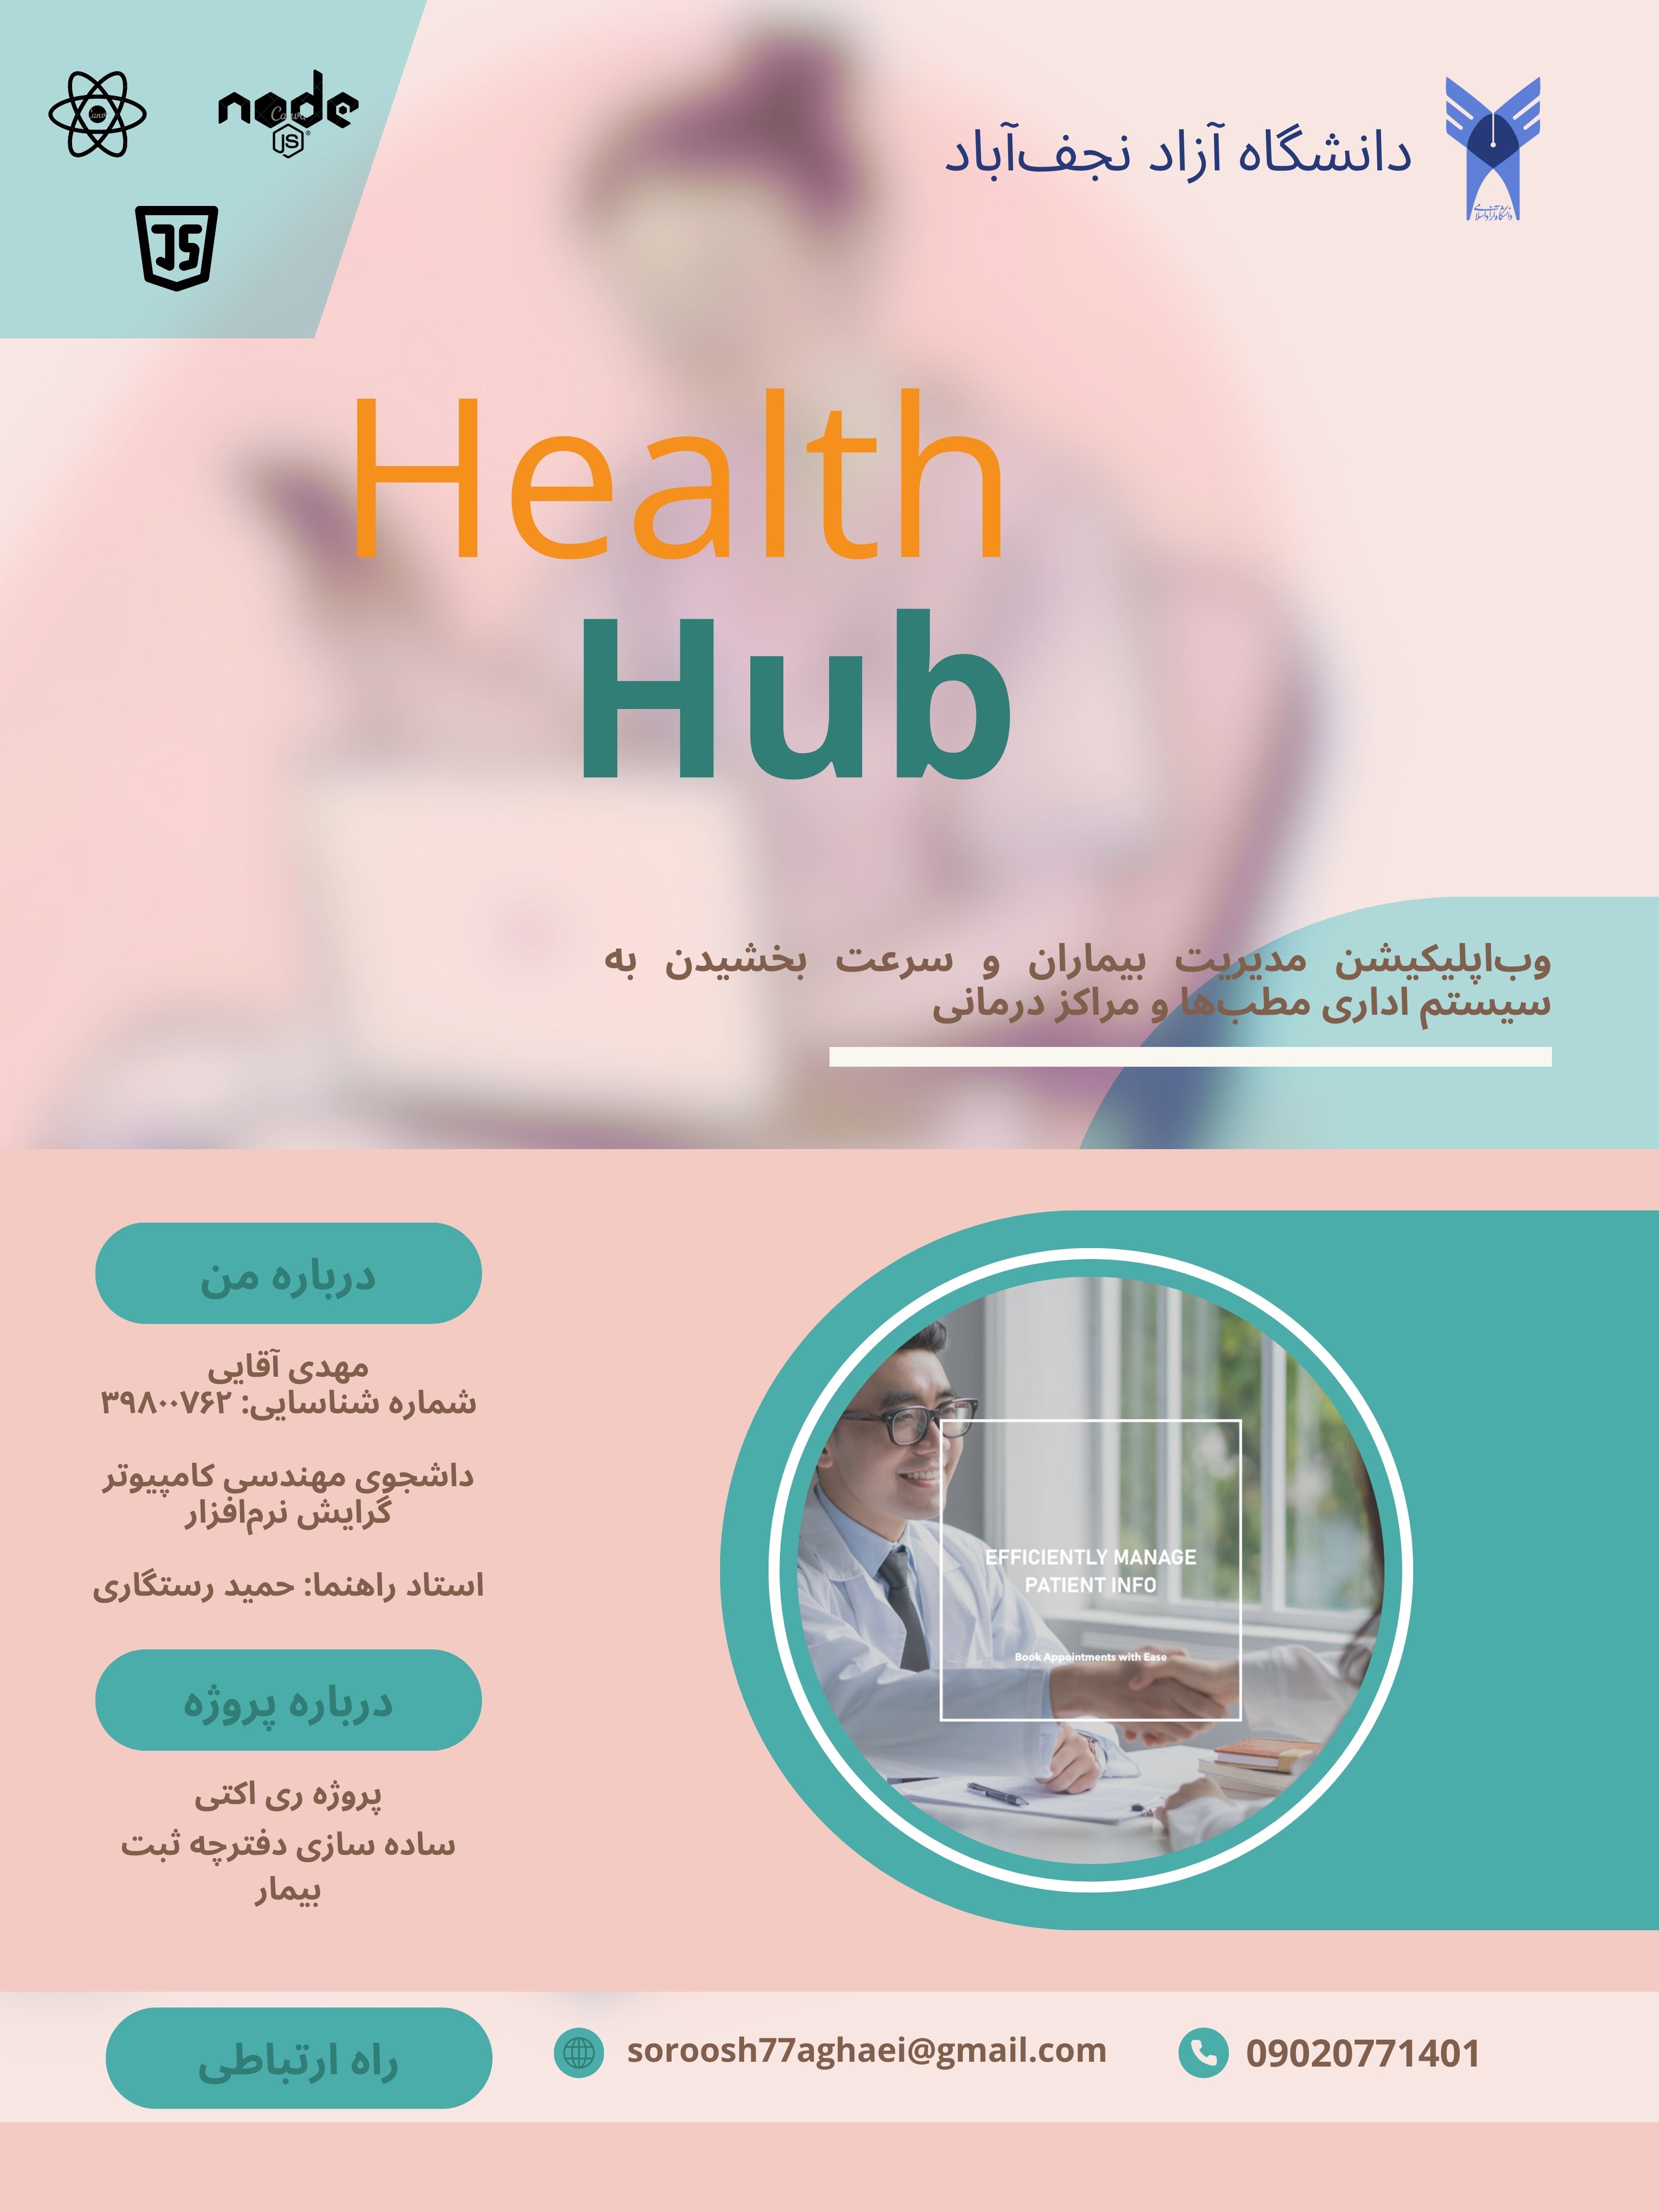 node
JS
JS
دانشگاه آزاد نجف‌آباد
Health
Hub
وب‌اپلیکیشن مدیریت بیماران و سرعت بخشیدن به
سیستم اداری مطب‌ها و مراکز درمانی
درباره من
مهدی آقایی
شماره شناسایی: ۳۹۸۰۰۷۶۲
داشجوی مهندسی کامپیوتر
گرایش نرم‌افزار
استاد راهنما: حمید رستگاری
درباره پروژه
پروژه ری اکتی
ساده سازی دفترچه ثبت
بیمار
EFFICIENTLY MANAGE
PATIENT INFO
Book Appointments with Ease
راه ارتباطی
soroosh77aghaei@gmail.com
09020771401